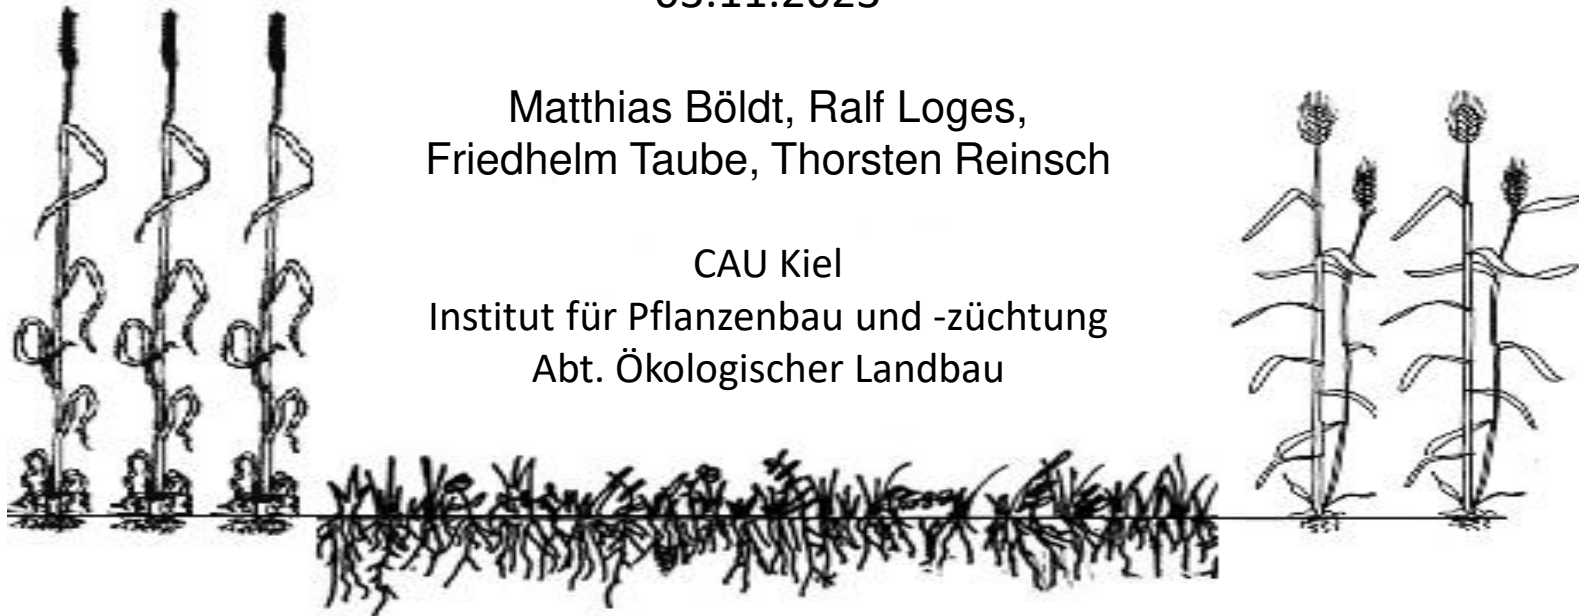 Matthias Böldt, Ralf Loges,
Friedhelm Taube, Thorsten Reinsch
CAU Kiel
Institut für Pflanzenbau und -züchtung
Abt. Ökologischer Landbau